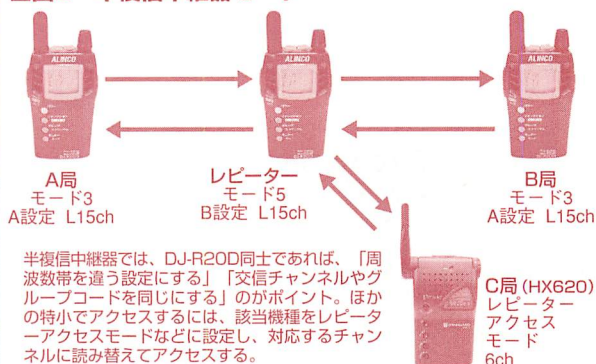 ALINCO
ALINCO
ALINCO
A局
モード3
A設定 L15ch
レピーター
モード5
B設定 L15ch
B局
モード3
A設定 L15ch
半複信中継器では、DJ-R20D同士であれば、「周
波数帯を違う設定にする」「交信チャンネルやグ
ループコードを同じにする」のがポイント。ほか
の特小でアクセスするには、該当機種をレピータ
ーアクセスモードなどに設定し、対応するチャン
ネルに読み替えてアクセスする。
C局(HX620)
レピーター
アクセス
モード
6ch